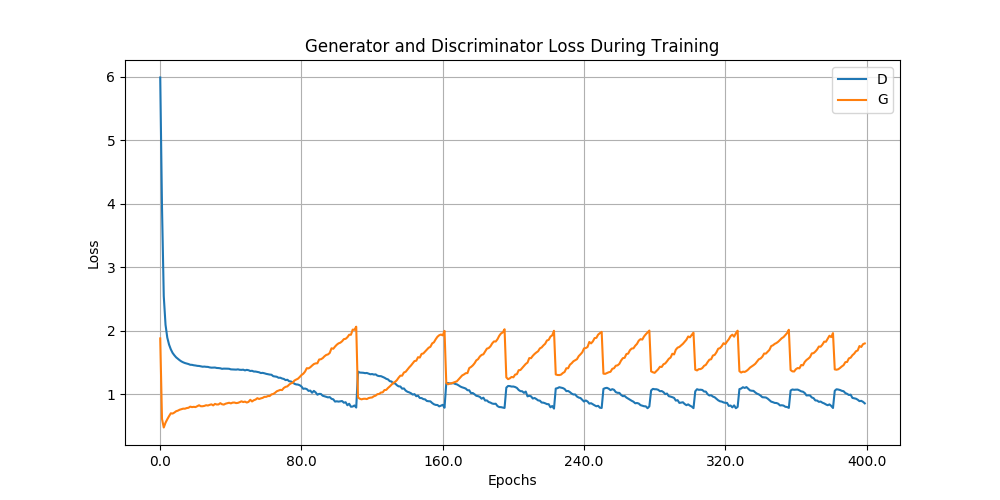 Generator and Discriminator Loss During Training
D
G
6
5
4
3
2
1
Loss
0.0 80.0 160.0 240.0 320.0 400.0
Epochs